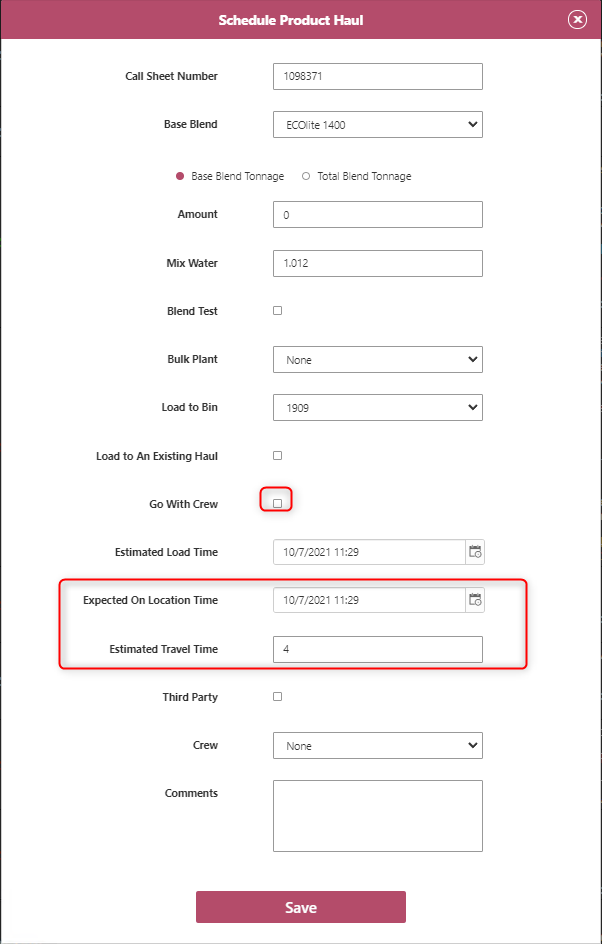 Schedule Product Haul
Call Sheet Number 1098371
Base Blend ECOlite 1400
Base Blend Tonnage Total Blend Tonnage
Amount 0
Mix Water 1.012
Blend Test
Bulk Plant None
Load to Bin 1909
Load to An Existing Haul
Go With Crew
Estimated Load Time 10/7/2021 11:29
Expected On Location Time 10/7/2021 11:29
Estimated Travel Time 4
Third Party
Crew None
Comments
Save